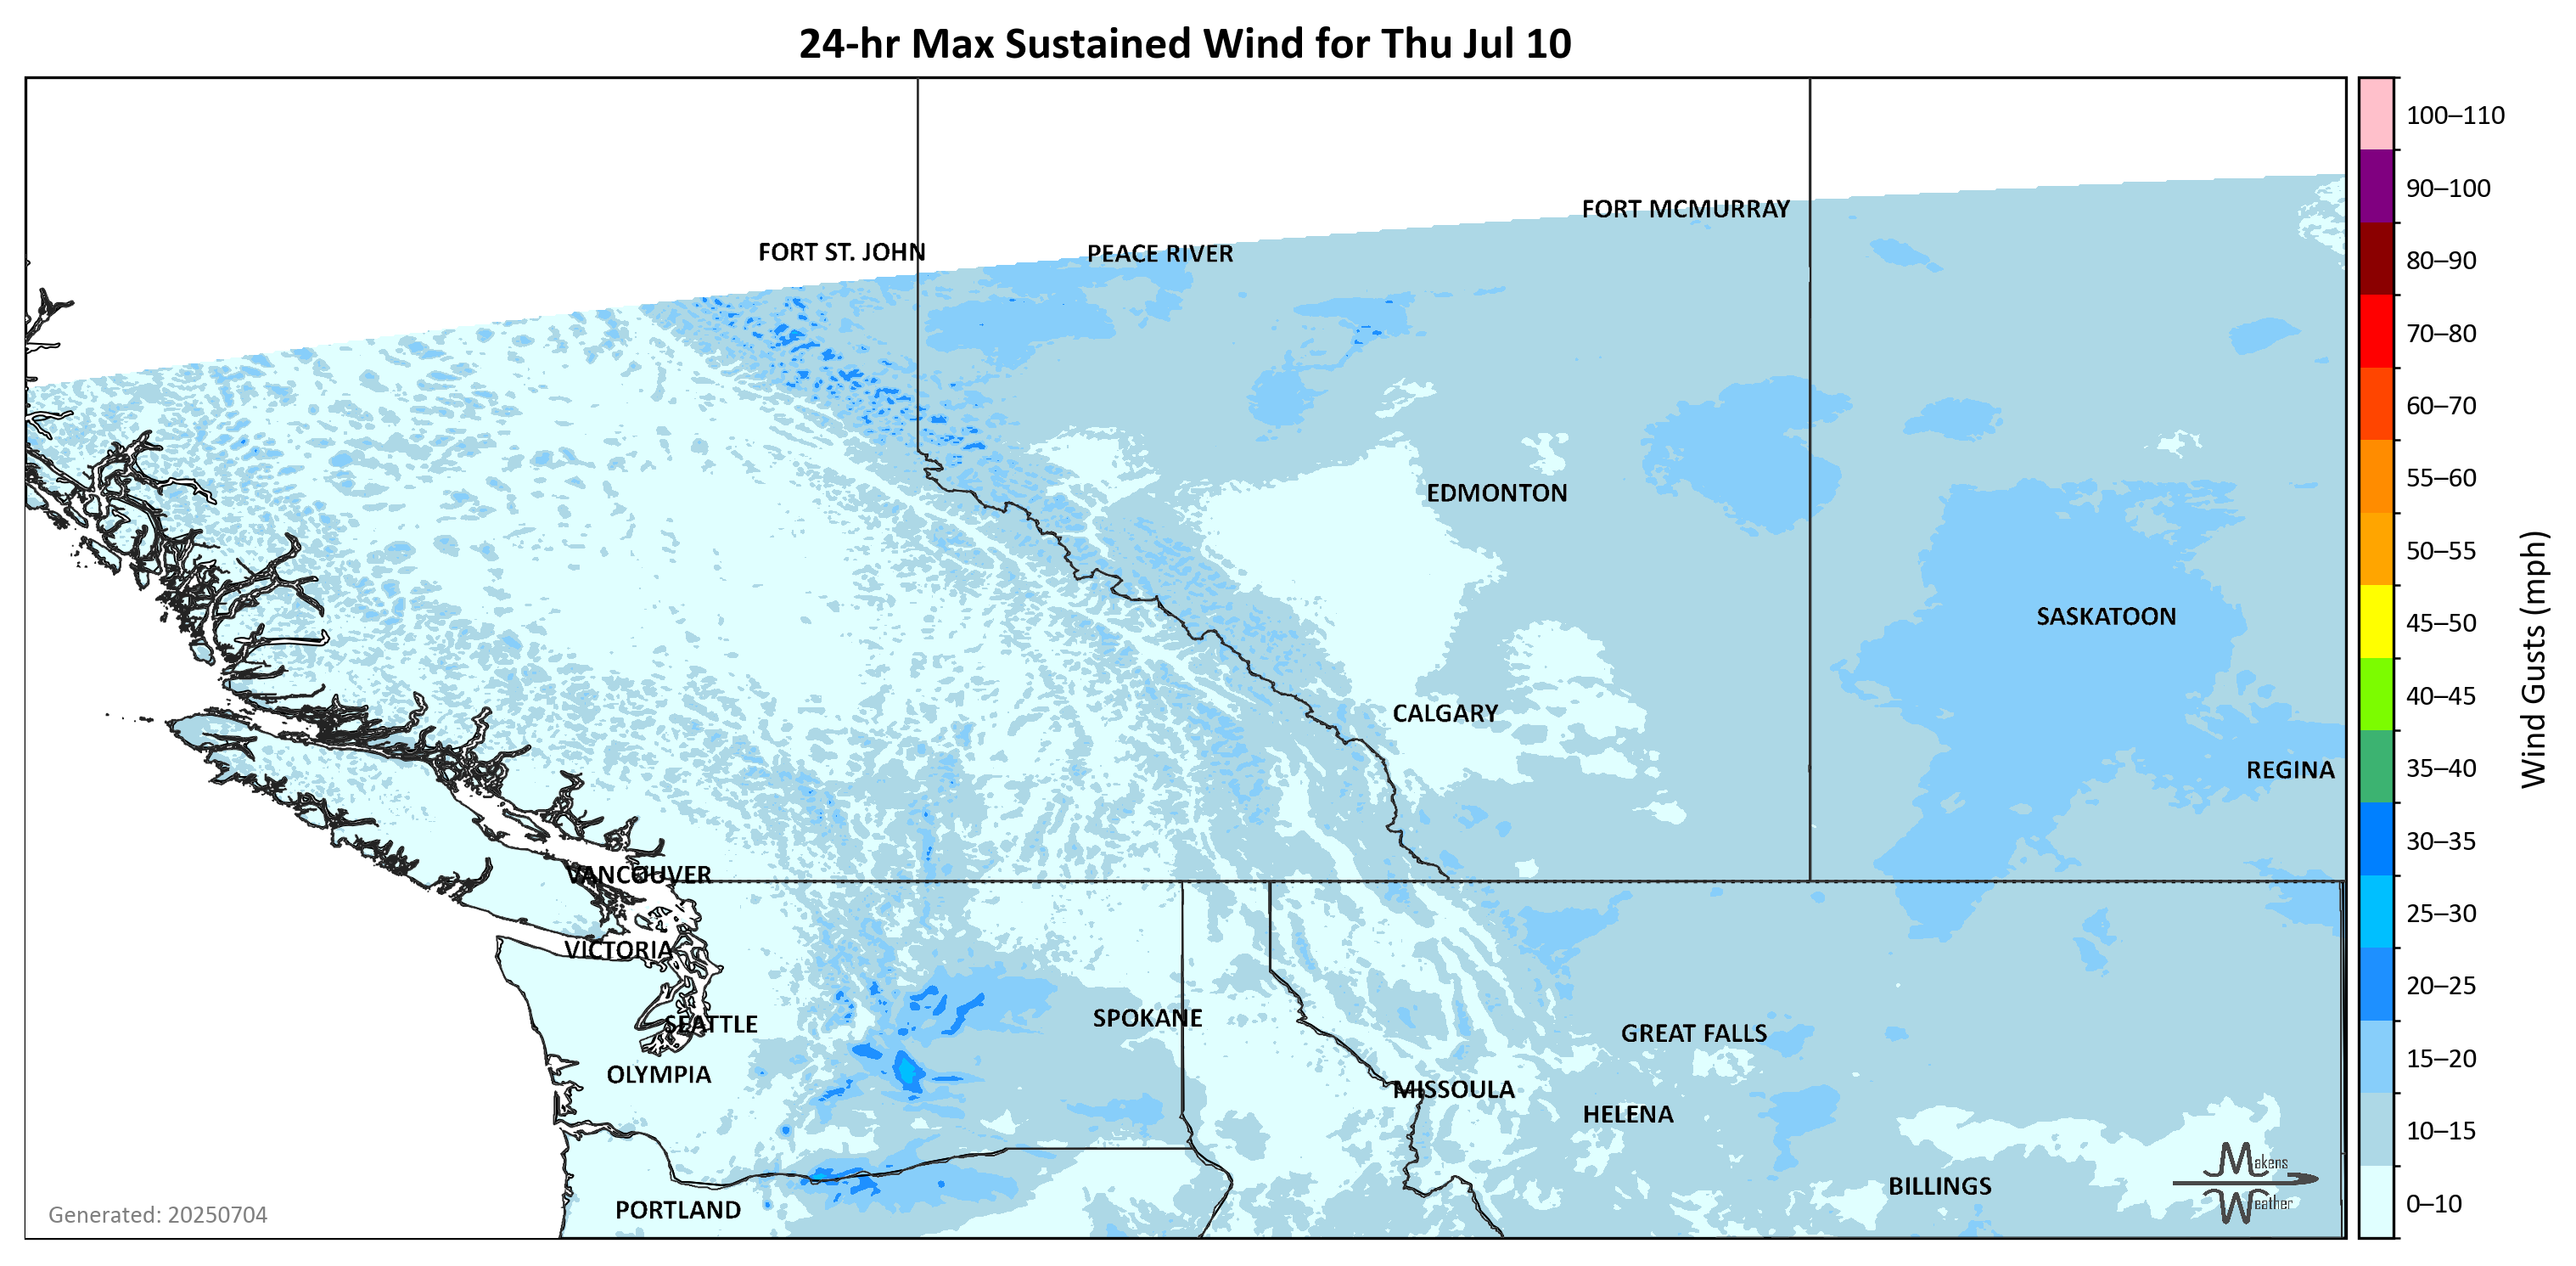 24-hr Max Sustained Wind for Thu Jul 10
100–110
FORT MCMURRAY
90–100
FORT ST. JOHN
PEACE RIVER
80–90
70–80
60–70
EDMONTON
55–60
50–55
SASKATOON
45–50
Wind Gusts (mph)
CALGARY
40–45
REGINA
35–40
VANCOUVER
30–35
VICTORIA
25–30
SEATTLE
SPOKANE
GREAT FALLS
20–25
OLYMPIA
MISSOULA
HELENA
15–20
10–15
Makens
Weather
BILLINGS
PORTLAND
Generated: 20250704
0–10